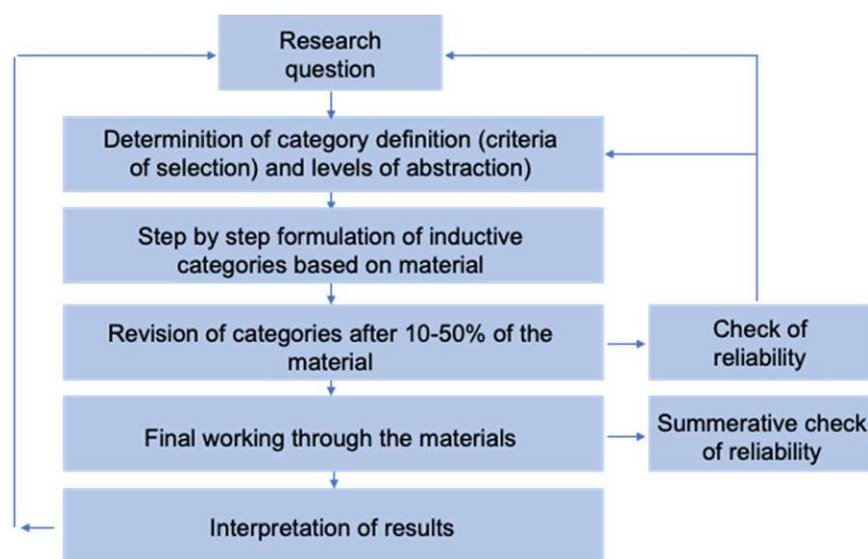 Research
question
Determinition of category definition (criteria
of selection) and levels of abstraction)
Step by step formulation of inductive
categories based on material
Revision of categories after 10-50% of the
material
Check of
reliability
Final working through the materials
Summerative check
of reliability
Interpretation of results